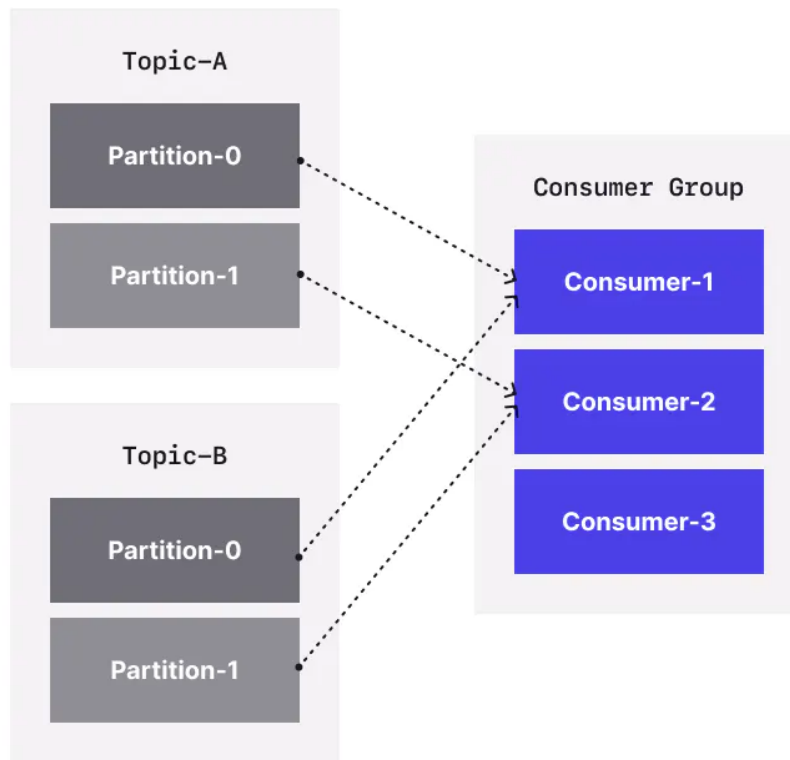 Topic-A
Partition-0
Partition-1
Topic-B
Partition-0
Partition-1
Consumer Group
Consumer-1
Consumer-2
Consumer-3